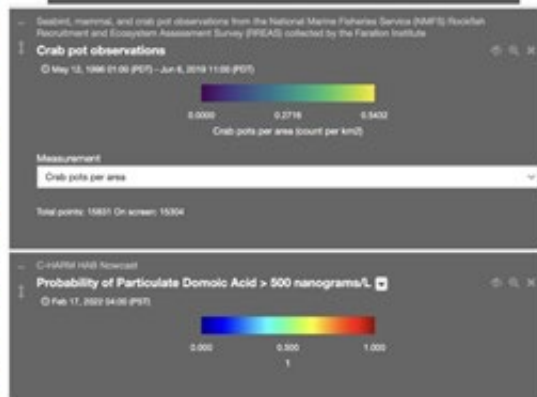 Seabird, mammal, and crab pot observations from the National Marine Fisheries Service (NMFS) Rockfish
Recruitment and Ecosystem Assessment Survey (RREAS) collected by the Farallon Institute
Crab pot observations
May 12, 1996 01:00 (PDT) - Jun 6, 2019 11:00 (PDT)
0.0000 0.2716 0.5432
Crab pots per area (count per km2)
Measurement
Crab pots per area
Total points: 15931 On screen: 15304
C-HARM HAB Nowcast
Probability of Particulate Domoic Acid > 500 nanograms/L
Feb 17, 2022 04:00 (PST)
0.000 0.500 1.000
1